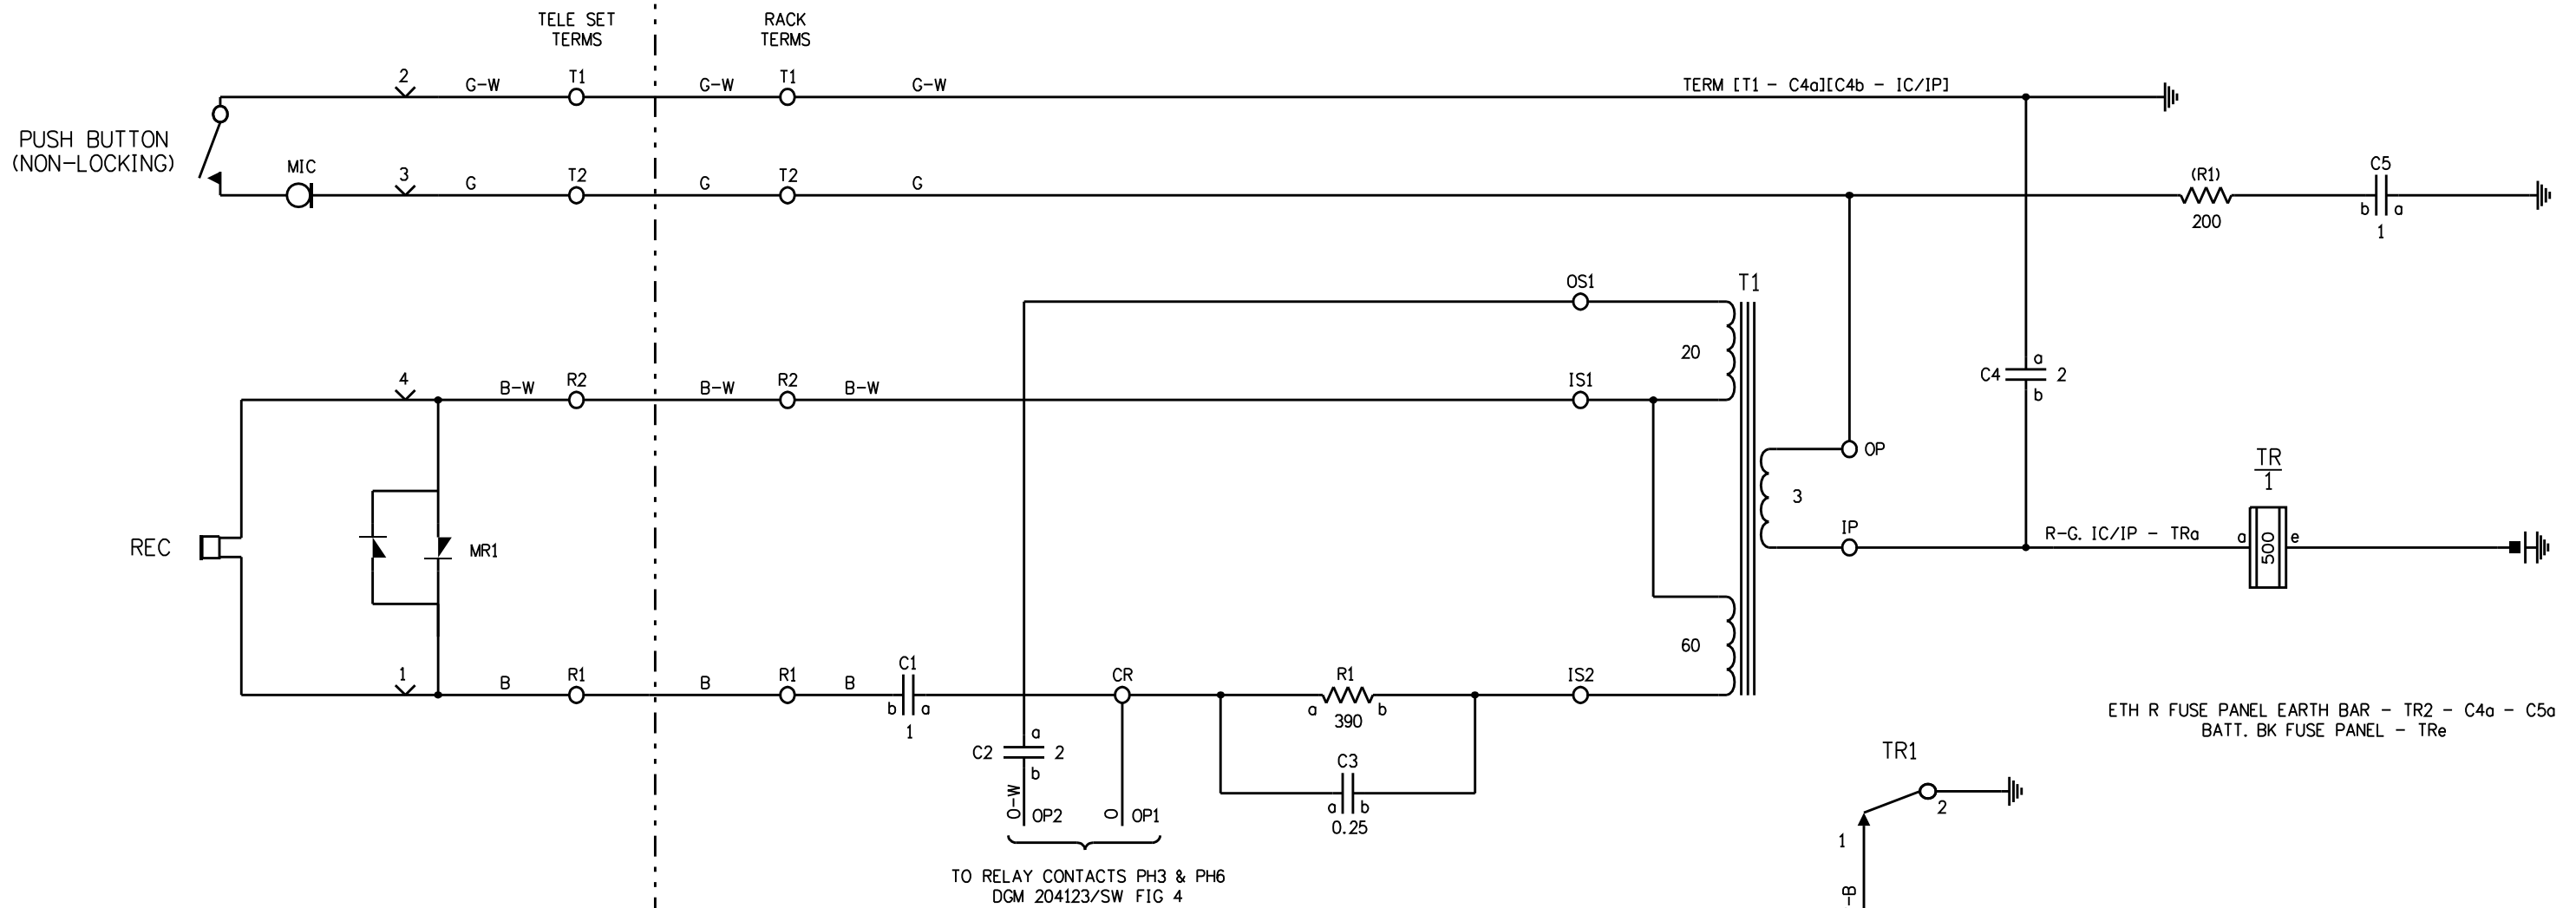 TELE SET
TERMS
RACK
TERMS
2
G-W
T1
G-W
T1
G-W
TERM [T1 - C4a][C4b - IC/IP]
PUSH BUTTON
(NON-LOCKING)
MIC
3
G
T2
G
T2
G
(R1)
200
C5
b
a
1
OS1
T1
20
4
B-W
R2
B-W
R2
B-W
IS1
C4
a
2
b
OP
3
IP
R-G. IC/IP - TRa
TR
1
a
500
e
REC
MR1
60
1
B
R1
B
R1
B
C1
b
a
1
CR
R1
a
b
390
IS2
C2
a
2
b
O-W
OP2
O
OP1
C3
a
b
0.25
TO RELAY CONTACTS PH3 & PH6
DGM 204123/SW FIG 4
ETH R FUSE PANEL EARTH BAR - TR2 - C4a - C5a
BATT. BK FUSE PANEL - TRe
TR1
2
1
-B